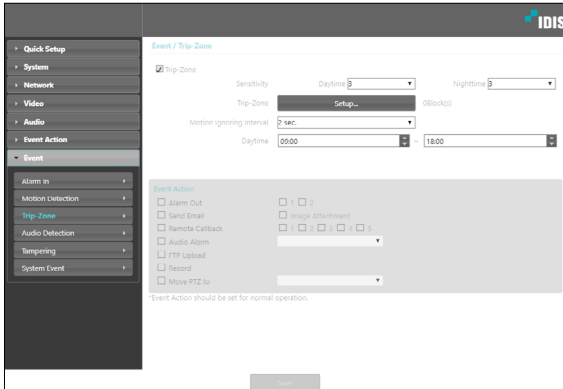 IDIS
Quick Setup
System
Network
Video
Audio
Event Action
Event
Alarm In
Motion Detection
Trip-Zone
Audio Detection
Tampering
System Event
Event / Trip-Zone
Trip-Zone
Sensitivity Daytime 3 Nighttime 3
Trip-Zone Setup... 0Block(s)
Motion Ignoring Interval 2 sec.
Daytime 09:00 ~ 18:00
Event Action
Alarm Out 1 2
Send Email Image Attachment
Remote Callback 1 2 3 4 5
Audio Alarm
FTP Upload
Record
Move PTZ to
*Event Action should be set for normal operation.
Save